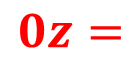 0z =